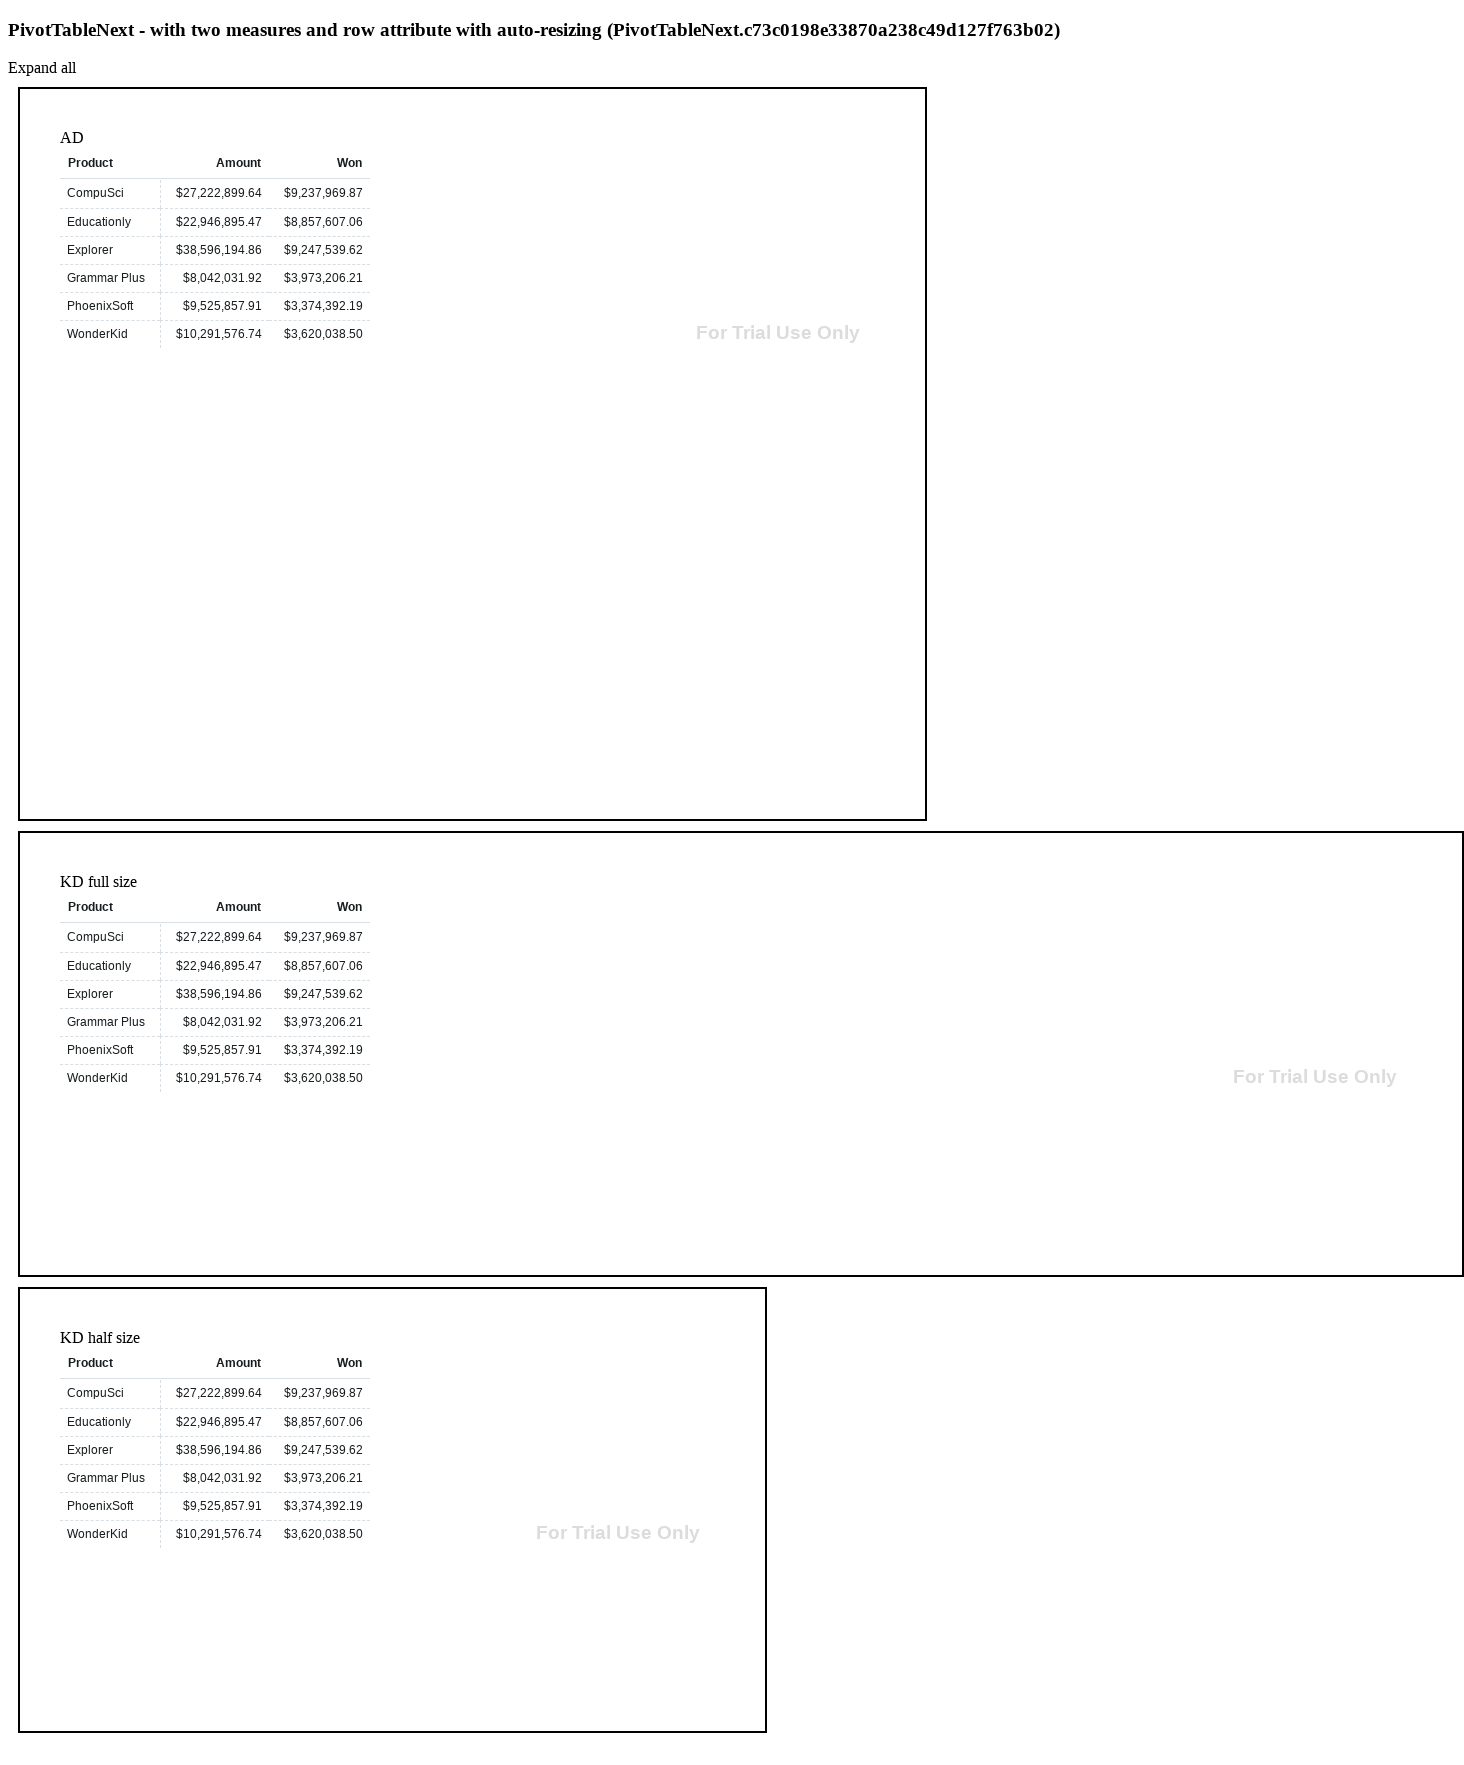 PivotTableNext - with two measures and row attribute with auto-resizing (PivotTableNext.c73c0198e33870a238c49d127f763b02)
Expand all
AD
Product Amount Won
CompuSci $27,222,899.64 $9,237,969.87
Educationly $22,946,895.47 $8,857,607.06
Explorer $38,596,194.86 $9,247,539.62
Grammar Plus $8,042,031.92 $3,973,206.21
PhoenixSoft $9,525,857.91 $3,374,392.19
WonderKid $10,291,576.74 $3,620,038.50
For Trial Use Only
KD full size
Product Amount Won
CompuSci $27,222,899.64 $9,237,969.87
Educationly $22,946,895.47 $8,857,607.06
Explorer $38,596,194.86 $9,247,539.62
Grammar Plus $8,042,031.92 $3,973,206.21
PhoenixSoft $9,525,857.91 $3,374,392.19
WonderKid $10,291,576.74 $3,620,038.50
For Trial Use Only
KD half size
Product Amount Won
CompuSci $27,222,899.64 $9,237,969.87
Educationly $22,946,895.47 $8,857,607.06
Explorer $38,596,194.86 $9,247,539.62
Grammar Plus $8,042,031.92 $3,973,206.21
PhoenixSoft $9,525,857.91 $3,374,392.19
WonderKid $10,291,576.74 $3,620,038.50
For Trial Use Only